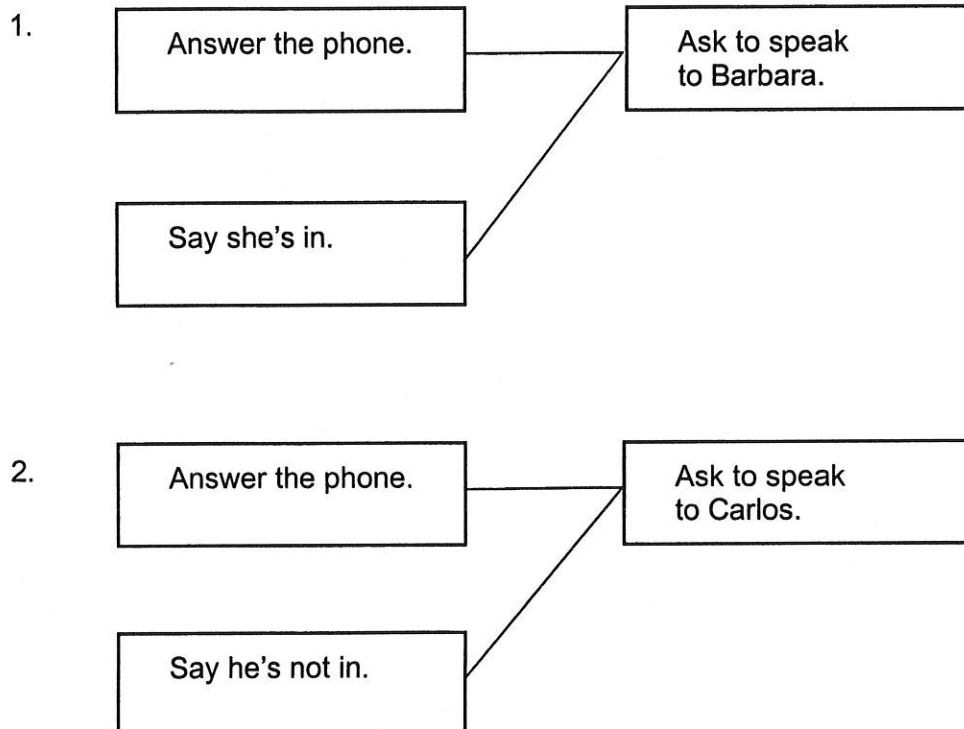 1.
Answer the phone.
Ask to speak
to Barbara.
Say she's in.
2.
Answer the phone.
Ask to speak
to Carlos.
Say he's not in.